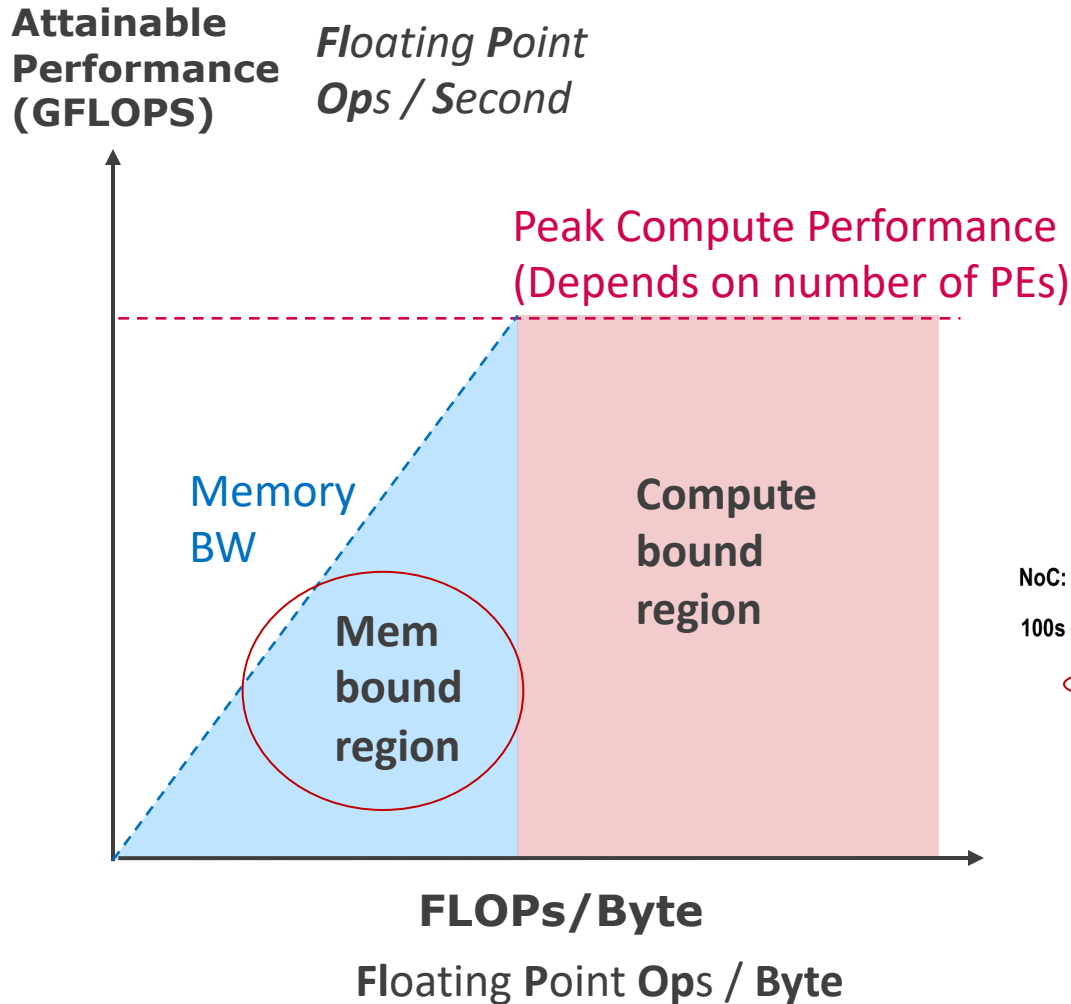 Attainable
Performance
(GFLOPS)
Floating Point
Ops / Second
Peak Compute Performance
(Depends on number of PEs)
Memory
BW
Compute
bound
region
Mem
bound
region
NoC:
100s
FLOPs/Byte
Floating Point Ops / Byte